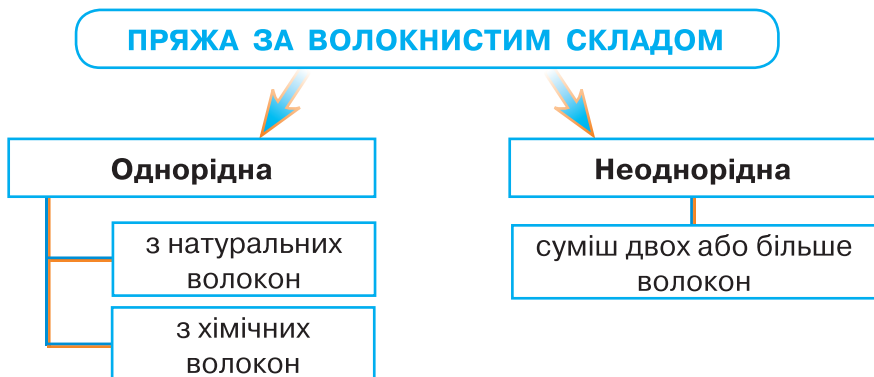 ПРЯЖА ЗА ВОЛОКНИСТИМ СКЛАДОМ
Однорідна
з натуральних
волокон
з хімічних
волокон
Неоднорідна
суміш двох або більше
волокон